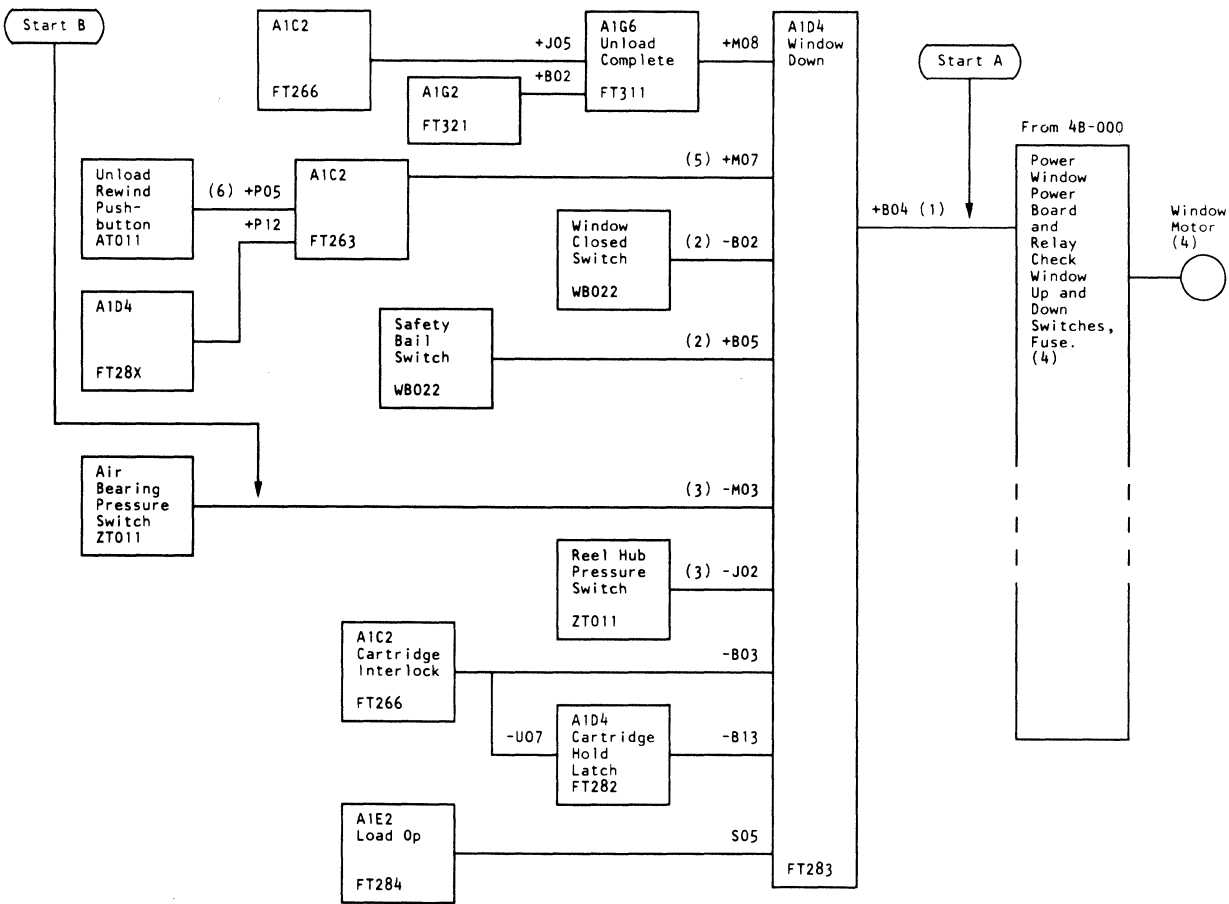 Start B
A1C2
FT266
+J05
+B02
A1G2
FT321
A1G6
Unload
Complete
FT311
+M08
A1D4
Window
Down
FT283
Start A
From 4B-000
Power
Window
Power
Board
and
Relay
Check
Window
Up and
Down
Switches,
Fuse.
(4)
Window
Motor
(4)
+B04 (1)
Unload
Rewind
Push-
button
AT011
(6) +P05
+P12
A1C2
FT263
(5) +M07
A1D4
FT28X
Window
Closed
Switch
WB022
(2) -B02
Safety
Bail
Switch
WB022
(2) +B05
Air
Bearing
Pressure
Switch
ZT011
(3) -M03
Reel Hub
Pressure
Switch
ZT011
(3) -J02
A1C2
Cartridge
Interlock
FT266
-B03
-U07
A1D4
Cartridge
Hold
Latch
FT282
-B13
A1E2
Load Op
FT284
S05